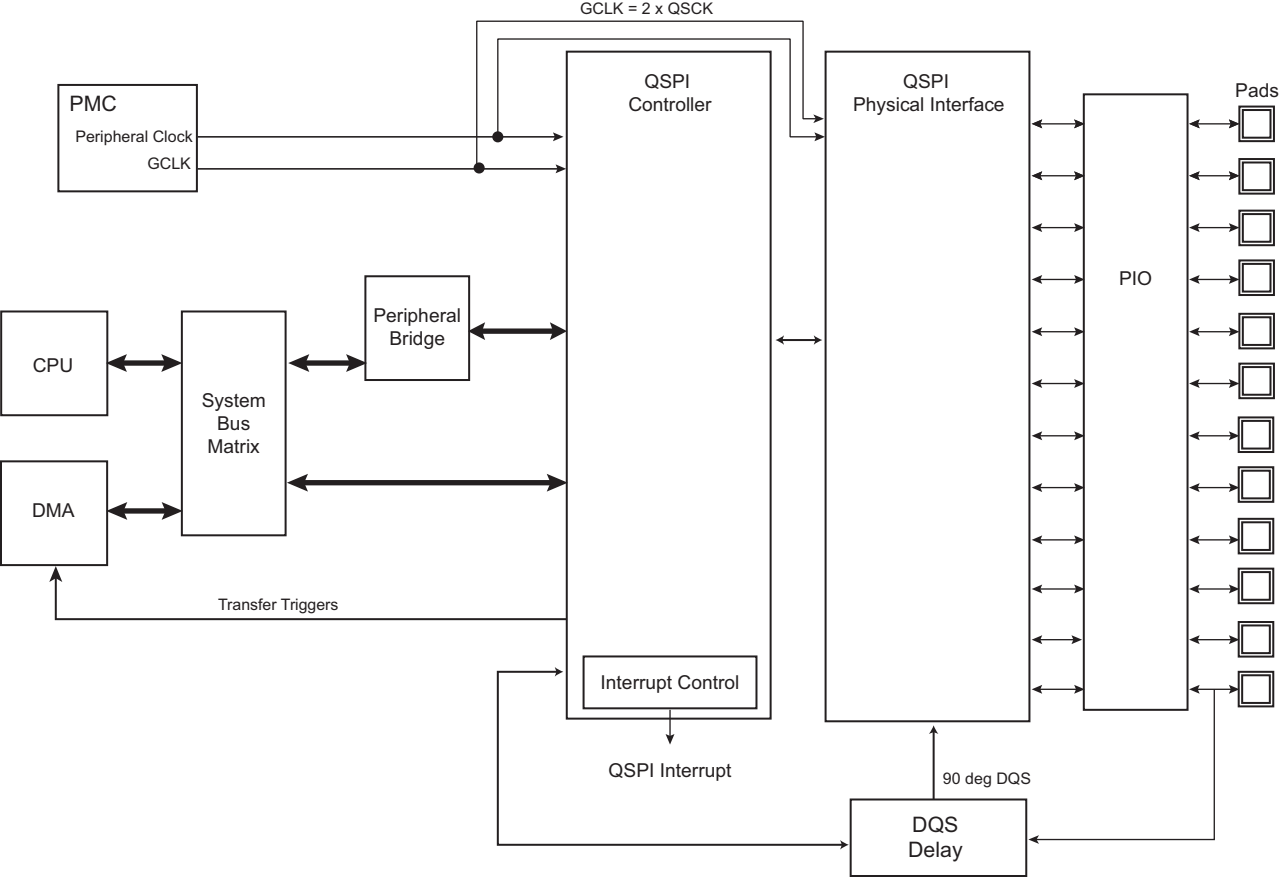 GCLK = 2 x QSCK
PMC
Peripheral Clock
GCLK
QSPI
Controller
QSPI
Physical Interface
Pads
PIO
Peripheral
Bridge
CPU
System
Bus
Matrix
DMA
Transfer Triggers
Interrupt Control
QSPI Interrupt
90 deg DQS
DQS
Delay